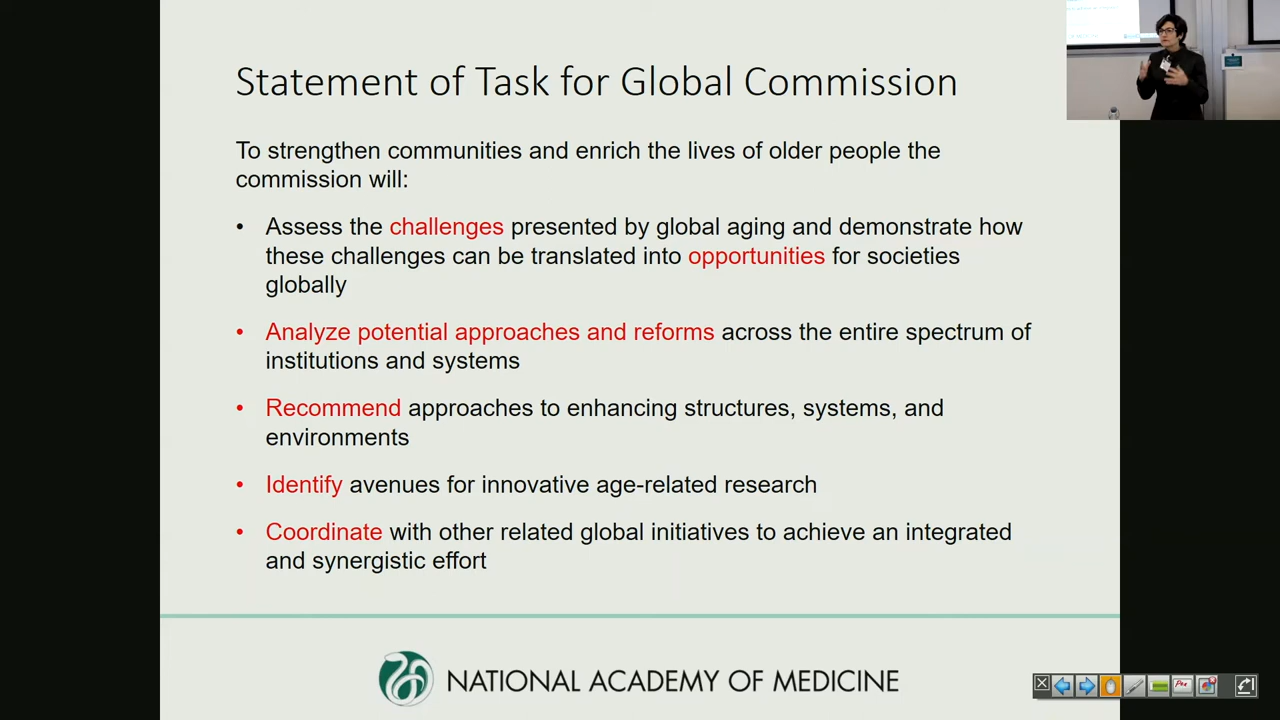 Statement of Task for Global Commission
To strengthen communities and enrich the lives of older people the
commission will:
• Assess the challenges presented by global aging and demonstrate how
these challenges can be translated into opportunities for societies
globally
• Analyze potential approaches and reforms across the entire spectrum of
institutions and systems
• Recommend approaches to enhancing structures, systems, and
environments
• Identify avenues for innovative age-related research
• Coordinate with other related global initiatives to achieve an integrated
and synergistic effort
NATIONAL ACADEMY OF MEDICINE